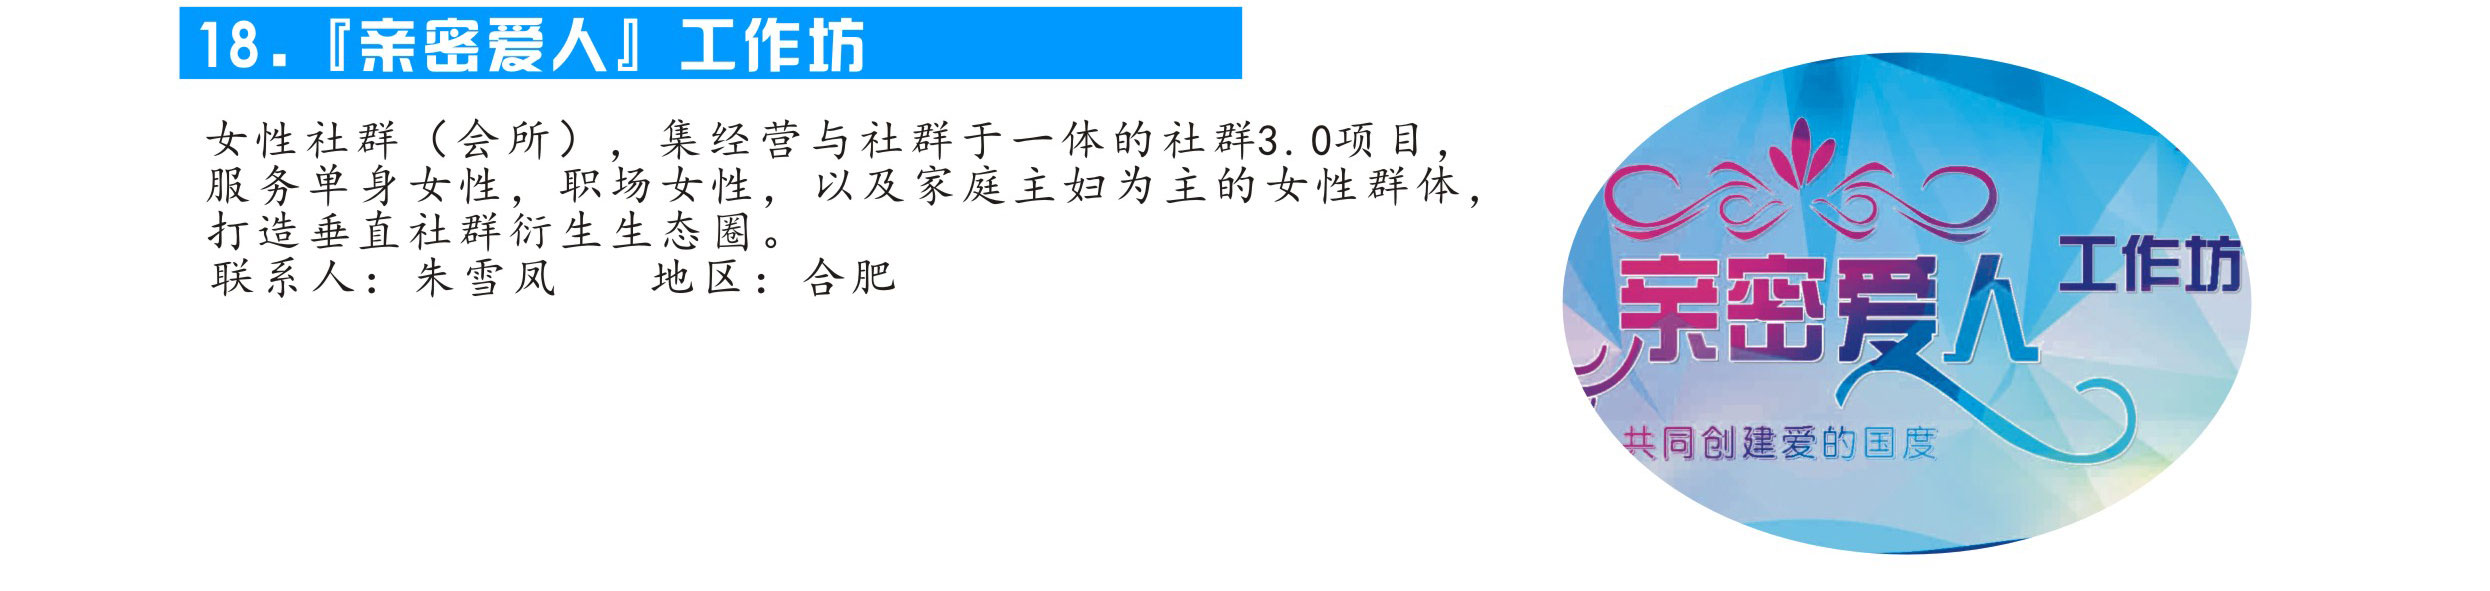 18.『亲密爱人』工作坊
女性社群（会所），集经营与社群于一体的社群3.0项目，
服务单身女性，职场女性，以及家庭主妇为主的女性群体，
打造垂直社群衍生生态圈。
联系人：朱雪凤 地区：合肥
亲密爱人 工作坊
共同创建爱的国度